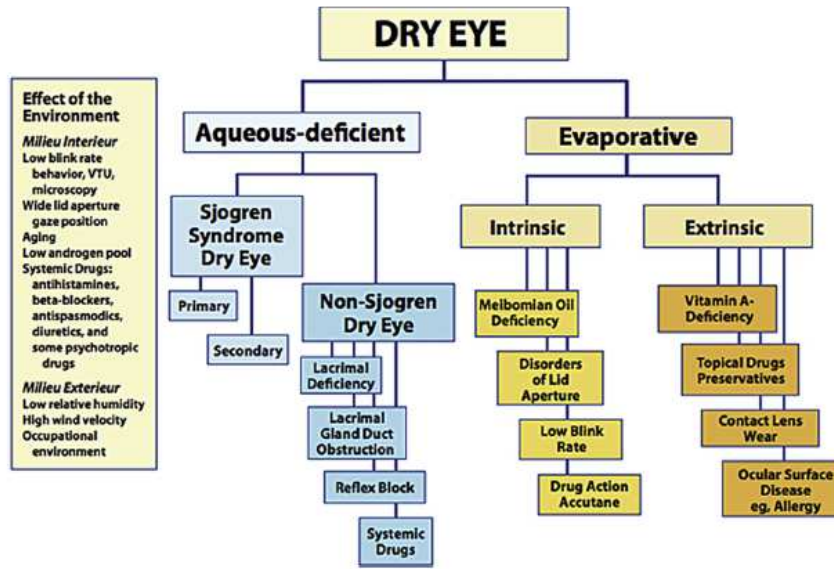 DRY EYE
Effect of the
Environment
Milieu Interieur
Low blink rate
behavior, VTU,
microscopy
Wide lid aperture
gaze position
Aging
Low androgen pool
Systemic Drugs:
antihistamines,
beta-blockers,
antispasmodics,
diuretics, and
some psychotropic
drugs
Milieu Exterieur
Low relative humidity
High wind velocity
Occupational
environment
Aqueous-deficient
Sjogren
Syndrome
Dry Eye
Primary
Secondary
Non-Sjogren
Dry Eye
Lacrimal
Deficiency
Lacrimal
Gland Duct
Obstruction
Reflex Block
Systemic
Drugs
Evaporative
Intrinsic
Meibomian Oil
Deficiency
Disorders
of Lid
Aperture
Low Blink
Rate
Drug Action
Accutane
Extrinsic
Vitamin A-
Deficiency
Topical Drugs
Preservatives
Contact Lens
Wear
Ocular Surface
Disease
eg, Allergy